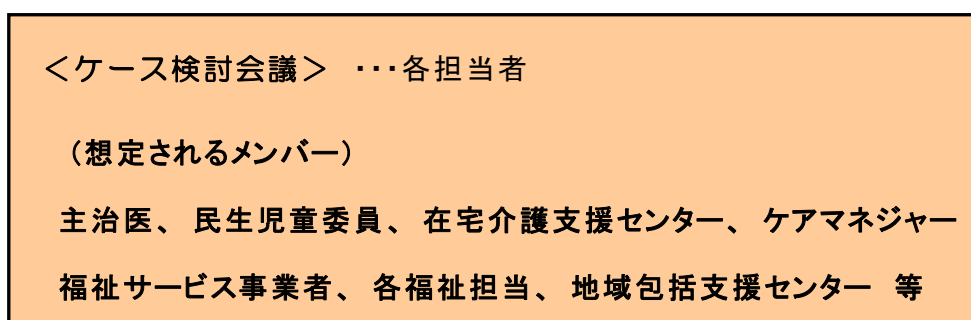 ＜ケース検討会議＞ ・・・各担当者
（想定されるメンバー）
主治医、民生児童委員、在宅介護支援センター、ケアマネジャー
福祉サービス事業者、各福祉担当、地域包括支援センター 等